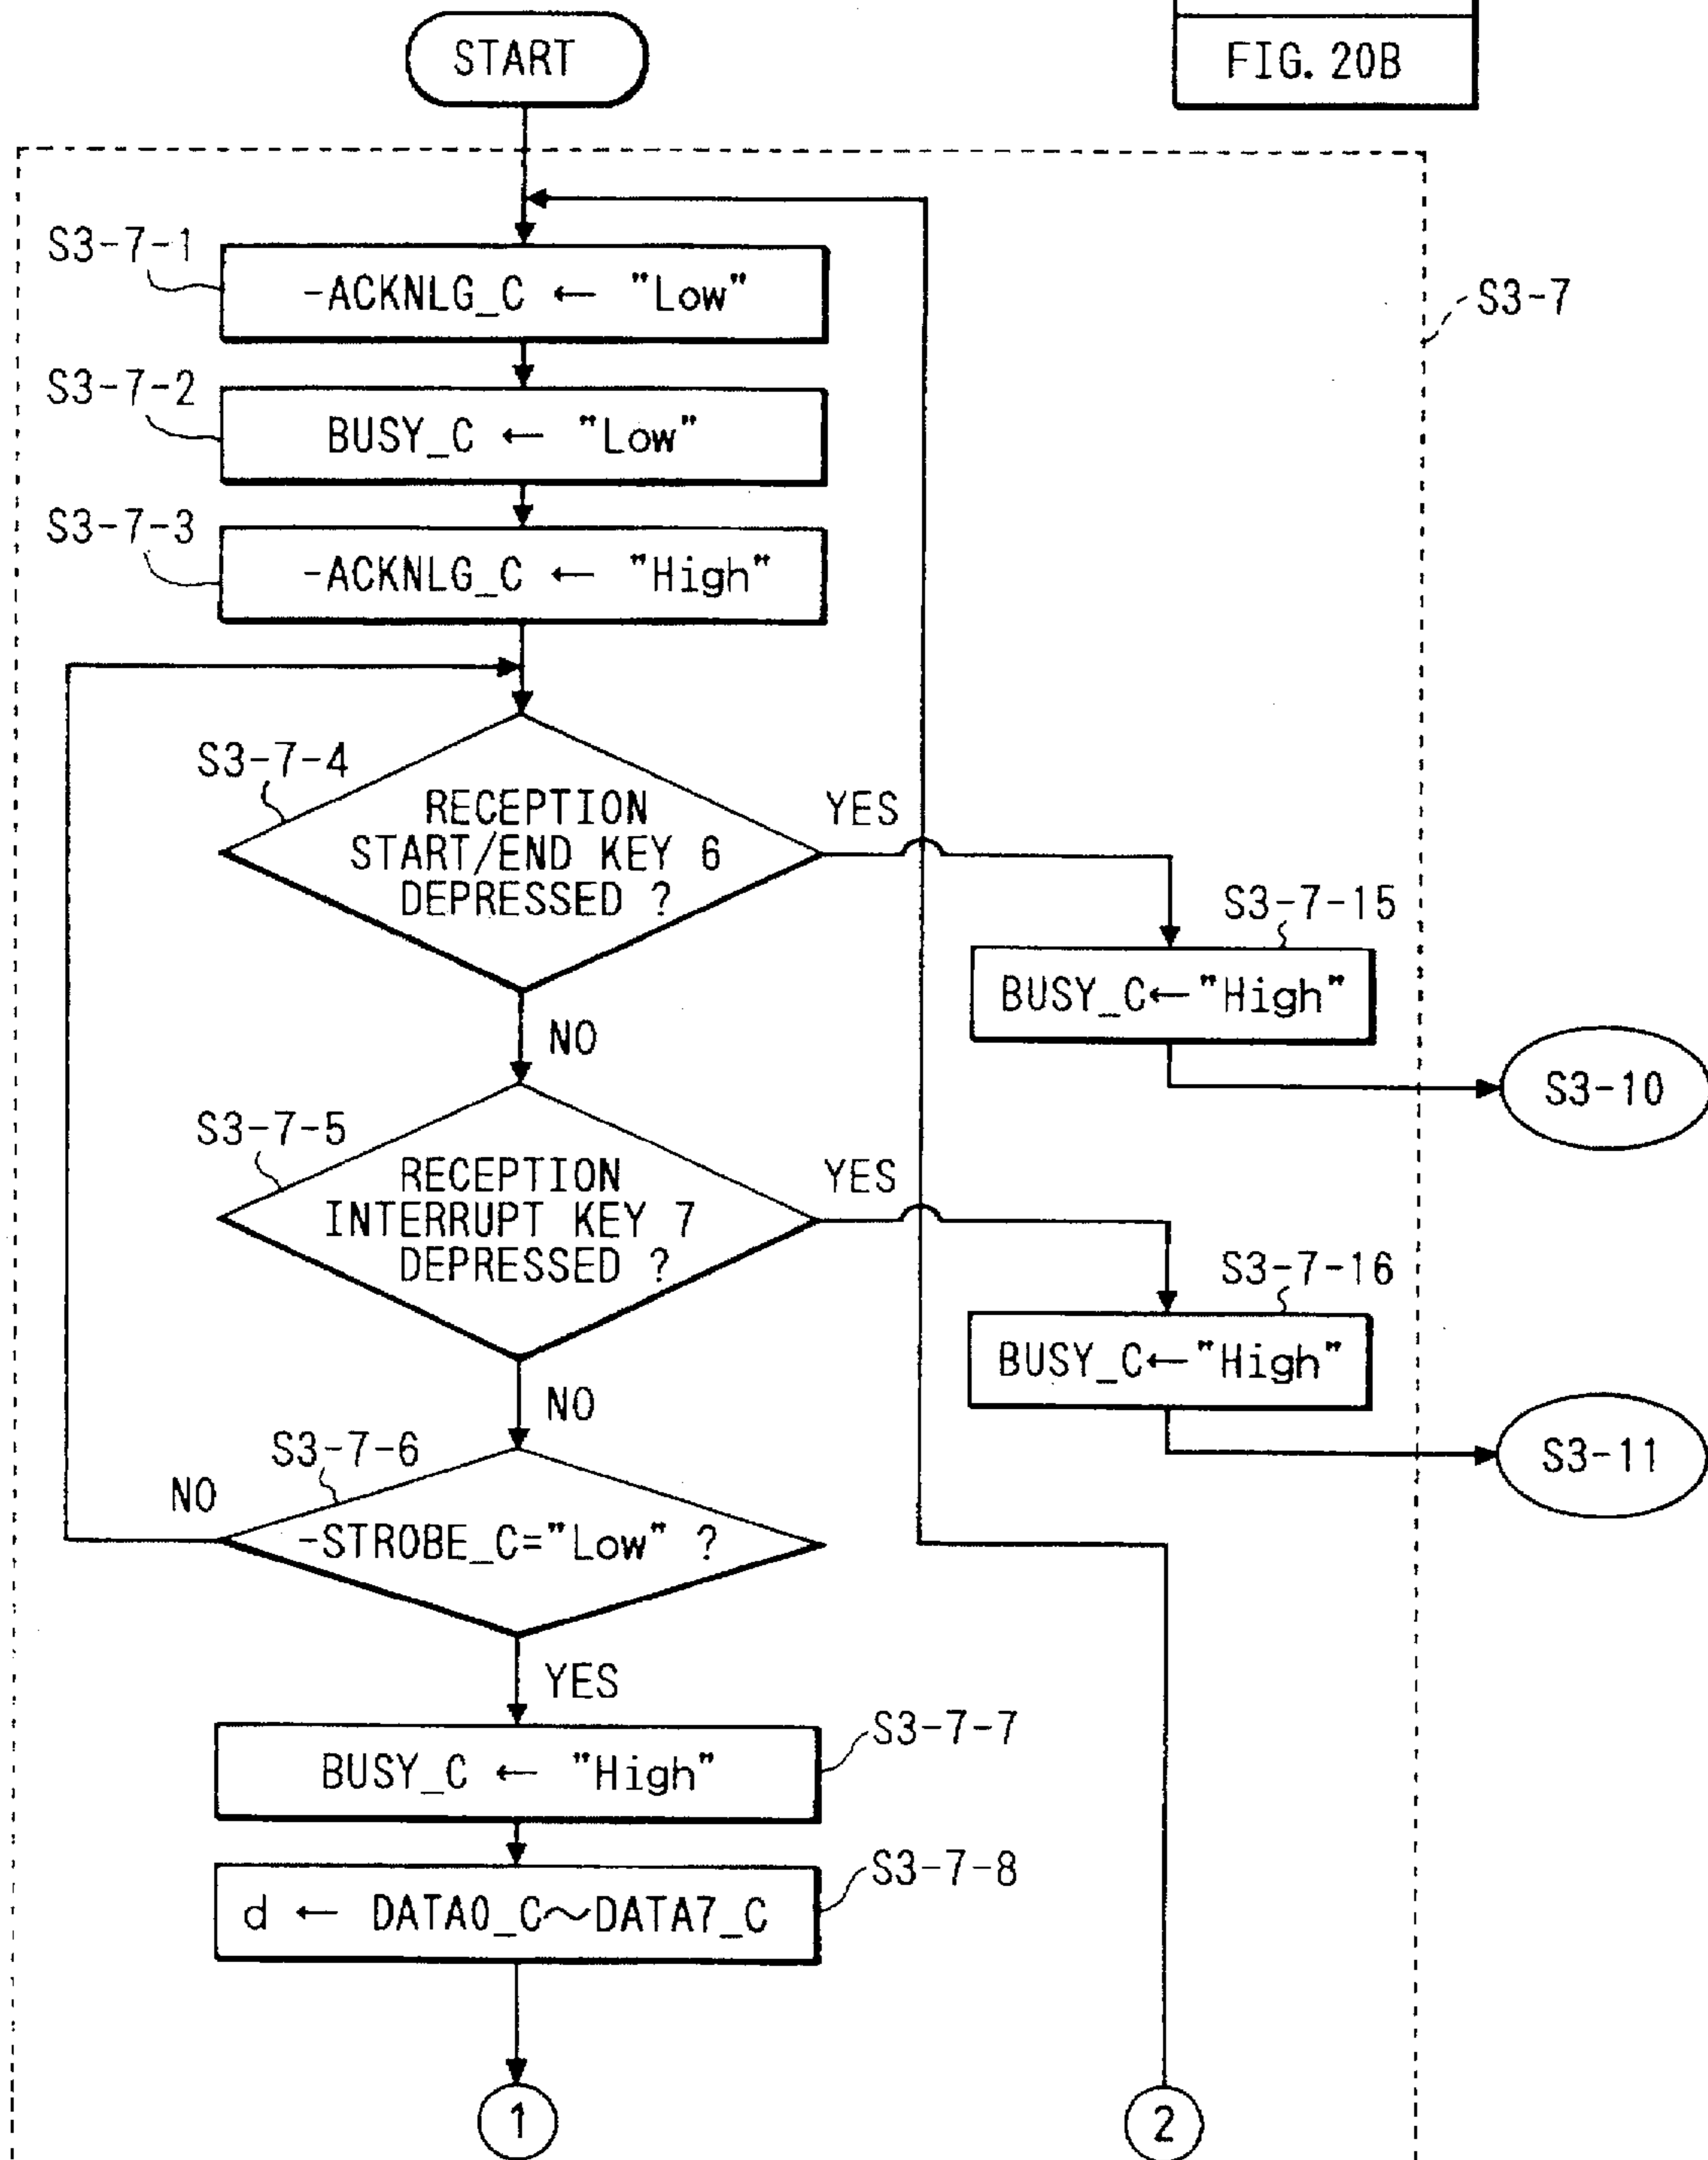 START
FIG. 20B
S3-7-1
-ACKNLG_C ← "Low"
S3-7
S3-7-2
BUSY_C ← "Low"
S3-7-3
-ACKNLG_C ← "High"
S3-7-4
RECEPTION
START/END KEY 6
DEPRESSED ?
YES
S3-7-15
BUSY_C←"High"
S3-10
NO
S3-7-5
RECEPTION
INTERRUPT KEY 7
DEPRESSED ?
YES
S3-7-16
BUSY_C←"High"
S3-11
NO
S3-7-6
NO
-STROBE_C="Low" ?
YES
S3-7-7
BUSY_C ← "High"
S3-7-8
d ← DATA0_C~DATA7_C
1
2